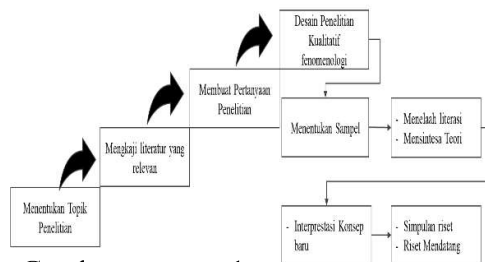 Desain Penelitian
Kualitatif
fenomenologi
Membuat Pertanyaan
Penelitian
Mengkaji literatur yang
relevan
Menentukan Topik
Penelitian
Menentukan Sampel
- Menelaah literasi
- Mensintesa Teori
- Interprestasi Konsep
baru
- Simpulan riset
- Riset Mendatang